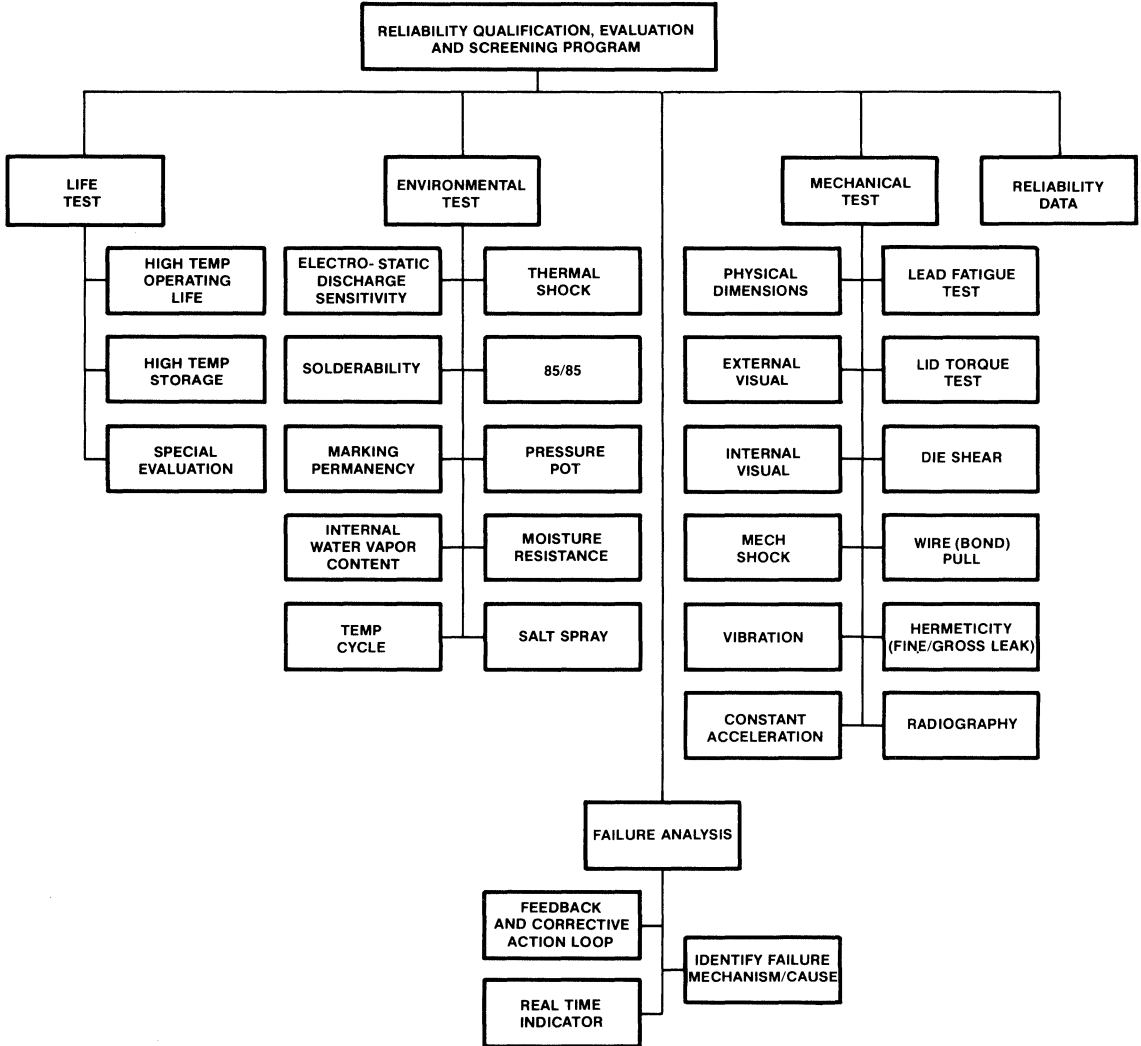 RELIABILITY QUALIFICATION, EVALUATION
AND SCREENING PROGRAM
LIFE
TEST
ENVIRONMENTAL
TEST
MECHANICAL
TEST
RELIABILITY
DATA
HIGH TEMP
OPERATING
LIFE
HIGH TEMP
STORAGE
SPECIAL
EVALUATION
ELECTRO-STATIC
DISCHARGE
SENSITIVITY
THERMAL
SHOCK
SOLDERABILITY
85/85
MARKING
PERMANENCY
PRESSURE
POT
INTERNAL
WATER VAPOR
CONTENT
MOISTURE
RESISTANCE
TEMP
CYCLE
SALT SPRAY
PHYSICAL
DIMENSIONS
LEAD FATIGUE
TEST
EXTERNAL
VISUAL
LID TORQUE
TEST
INTERNAL
VISUAL
DIE SHEAR
MECH
SHOCK
WIRE (BOND)
PULL
VIBRATION
HERMETICITY
(FINE/GROSS LEAK)
CONSTANT
ACCELERATION
RADIOGRAPHY
FAILURE ANALYSIS
FEEDBACK
AND CORRECTIVE
ACTION LOOP
IDENTIFY FAILURE
MECHANISM/CAUSE
REAL TIME
INDICATOR